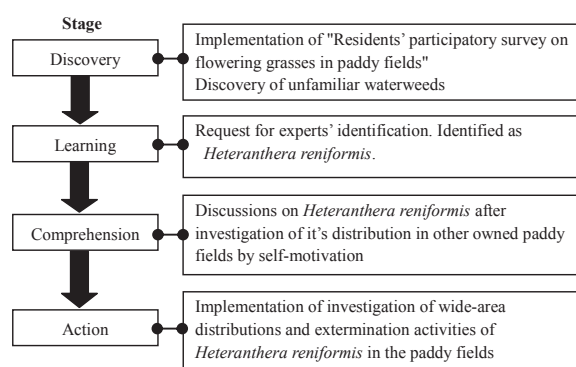 Stage
Discovery
Implementation of "Residents' participatory survey on
flowering grasses in paddy fields"
Discovery of unfamiliar waterweeds
Learning
Request for experts' identification. Identified as
Heteranthera reniformis.
Comprehension
Discussions on Heteranthera reniformis after
investigation of it's distribution in other owned paddy
fields by self-motivation
Action
Implementation of investigation of wide-area
distributions and extermination activities of
Heteranthera reniformis in the paddy fields